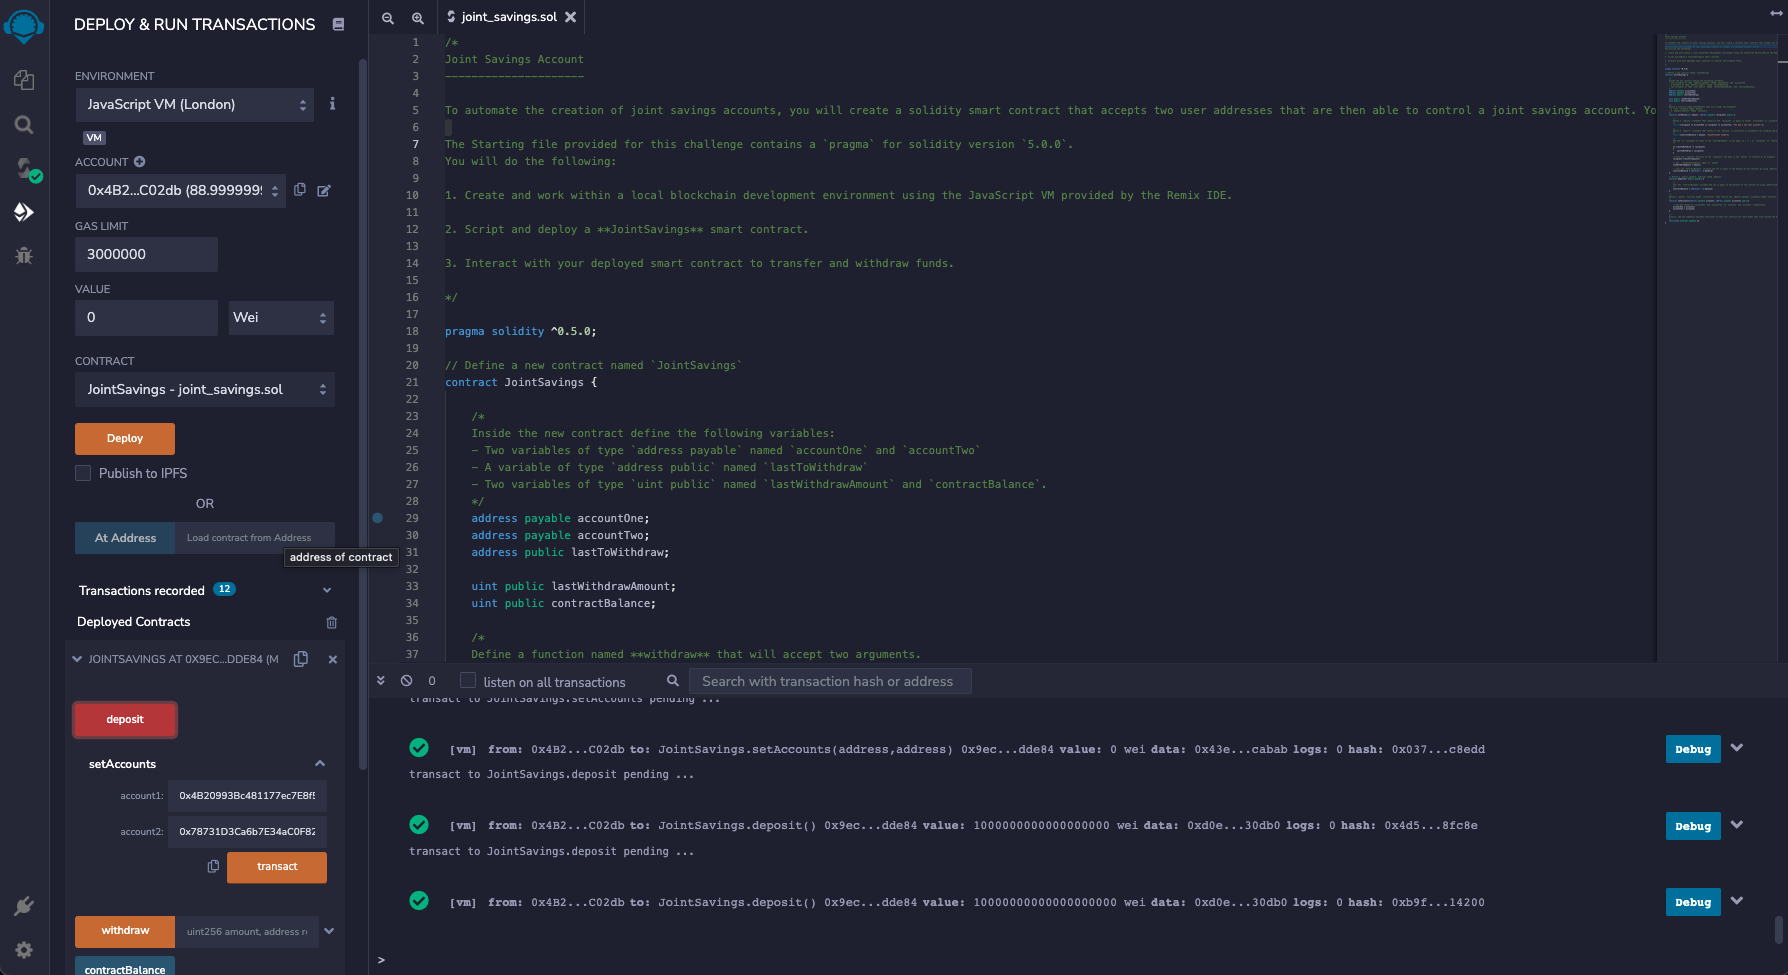 DEPLOY & RUN TRANSACTIONS
ENVIRONMENT
JavaScript VM (London)
VM
ACCOUNT
0x4B2...C02db (88.9999999
GAS LIMIT
3000000
VALUE
0
Wei
CONTRACT
JointSavings - joint_savings.sol
Deploy
Publish to IPFS
OR
At Address
Load contract from Address
address of contract
Transactions recorded 12
Deployed Contracts
JOINTSAVINGS AT 0X9EC...DDE84 (M
deposit
setAccounts
account1: 0x4B20993Bc481177ec7E8f5
account2: 0x78731D3Ca6b7E34aC0F82
transact
withdraw
uint256 amount, address re
contractBalance
joint_savings.sol
1 /*
2 Joint Savings Account
3 ---------------------
4
5 To automate the creation of joint savings accounts, you will create a solidity smart contract that accepts two user addresses that are then able to control a joint savings account. Yo
6
7 The Starting file provided for this challenge contains a `pragma` for solidity version `5.0.0`.
8 You will do the following:
9
10 1. Create and work within a local blockchain development environment using the JavaScript VM provided by the Remix IDE.
11
12 2. Script and deploy a **JointSavings** smart contract.
13
14 3. Interact with your deployed smart contract to transfer and withdraw funds.
15
16 */
17
18 pragma solidity ^0.5.0;
19
20 // Define a new contract named `JointSavings`
21 contract JointSavings {
22
23 /*
24 Inside the new contract define the following variables:
25 - Two variables of type `address payable` named `accountOne` and `accountTwo`
26 - A variable of type `address public` named `lastToWithdraw`
27 - Two variables of type `uint public` named `lastWithdrawAmount` and `contractBalance`.
28 */
29 address payable accountOne;
30 address payable accountTwo;
31 address public lastToWithdraw;
32
33 uint public lastWithdrawAmount;
34 uint public contractBalance;
35
36 /*
37 Define a function named **withdraw** that will accept two arguments.
0
listen on all transactions
Search with transaction hash or address
transact to JointSavings.setAccounts pending ...
[vm] from: 0x4B2...C02db to: JointSavings.setAccounts(address,address) 0x9ec...dde84 value: 0 wei data: 0x43e...cabab logs: 0 hash: 0x037...c8edd
Debug
transact to JointSavings.deposit pending ...
[vm] from: 0x4B2...C02db to: JointSavings.deposit() 0x9ec...dde84 value: 1000000000000000000 wei data: 0xd0e...30db0 logs: 0 hash: 0x4d5...8fc8e
Debug
transact to JointSavings.deposit pending ...
[vm] from: 0x4B2...C02db to: JointSavings.deposit() 0x9ec...dde84 value: 10000000000000000000 wei data: 0xd0e...30db0 logs: 0 hash: 0xb9f...14200
Debug
>